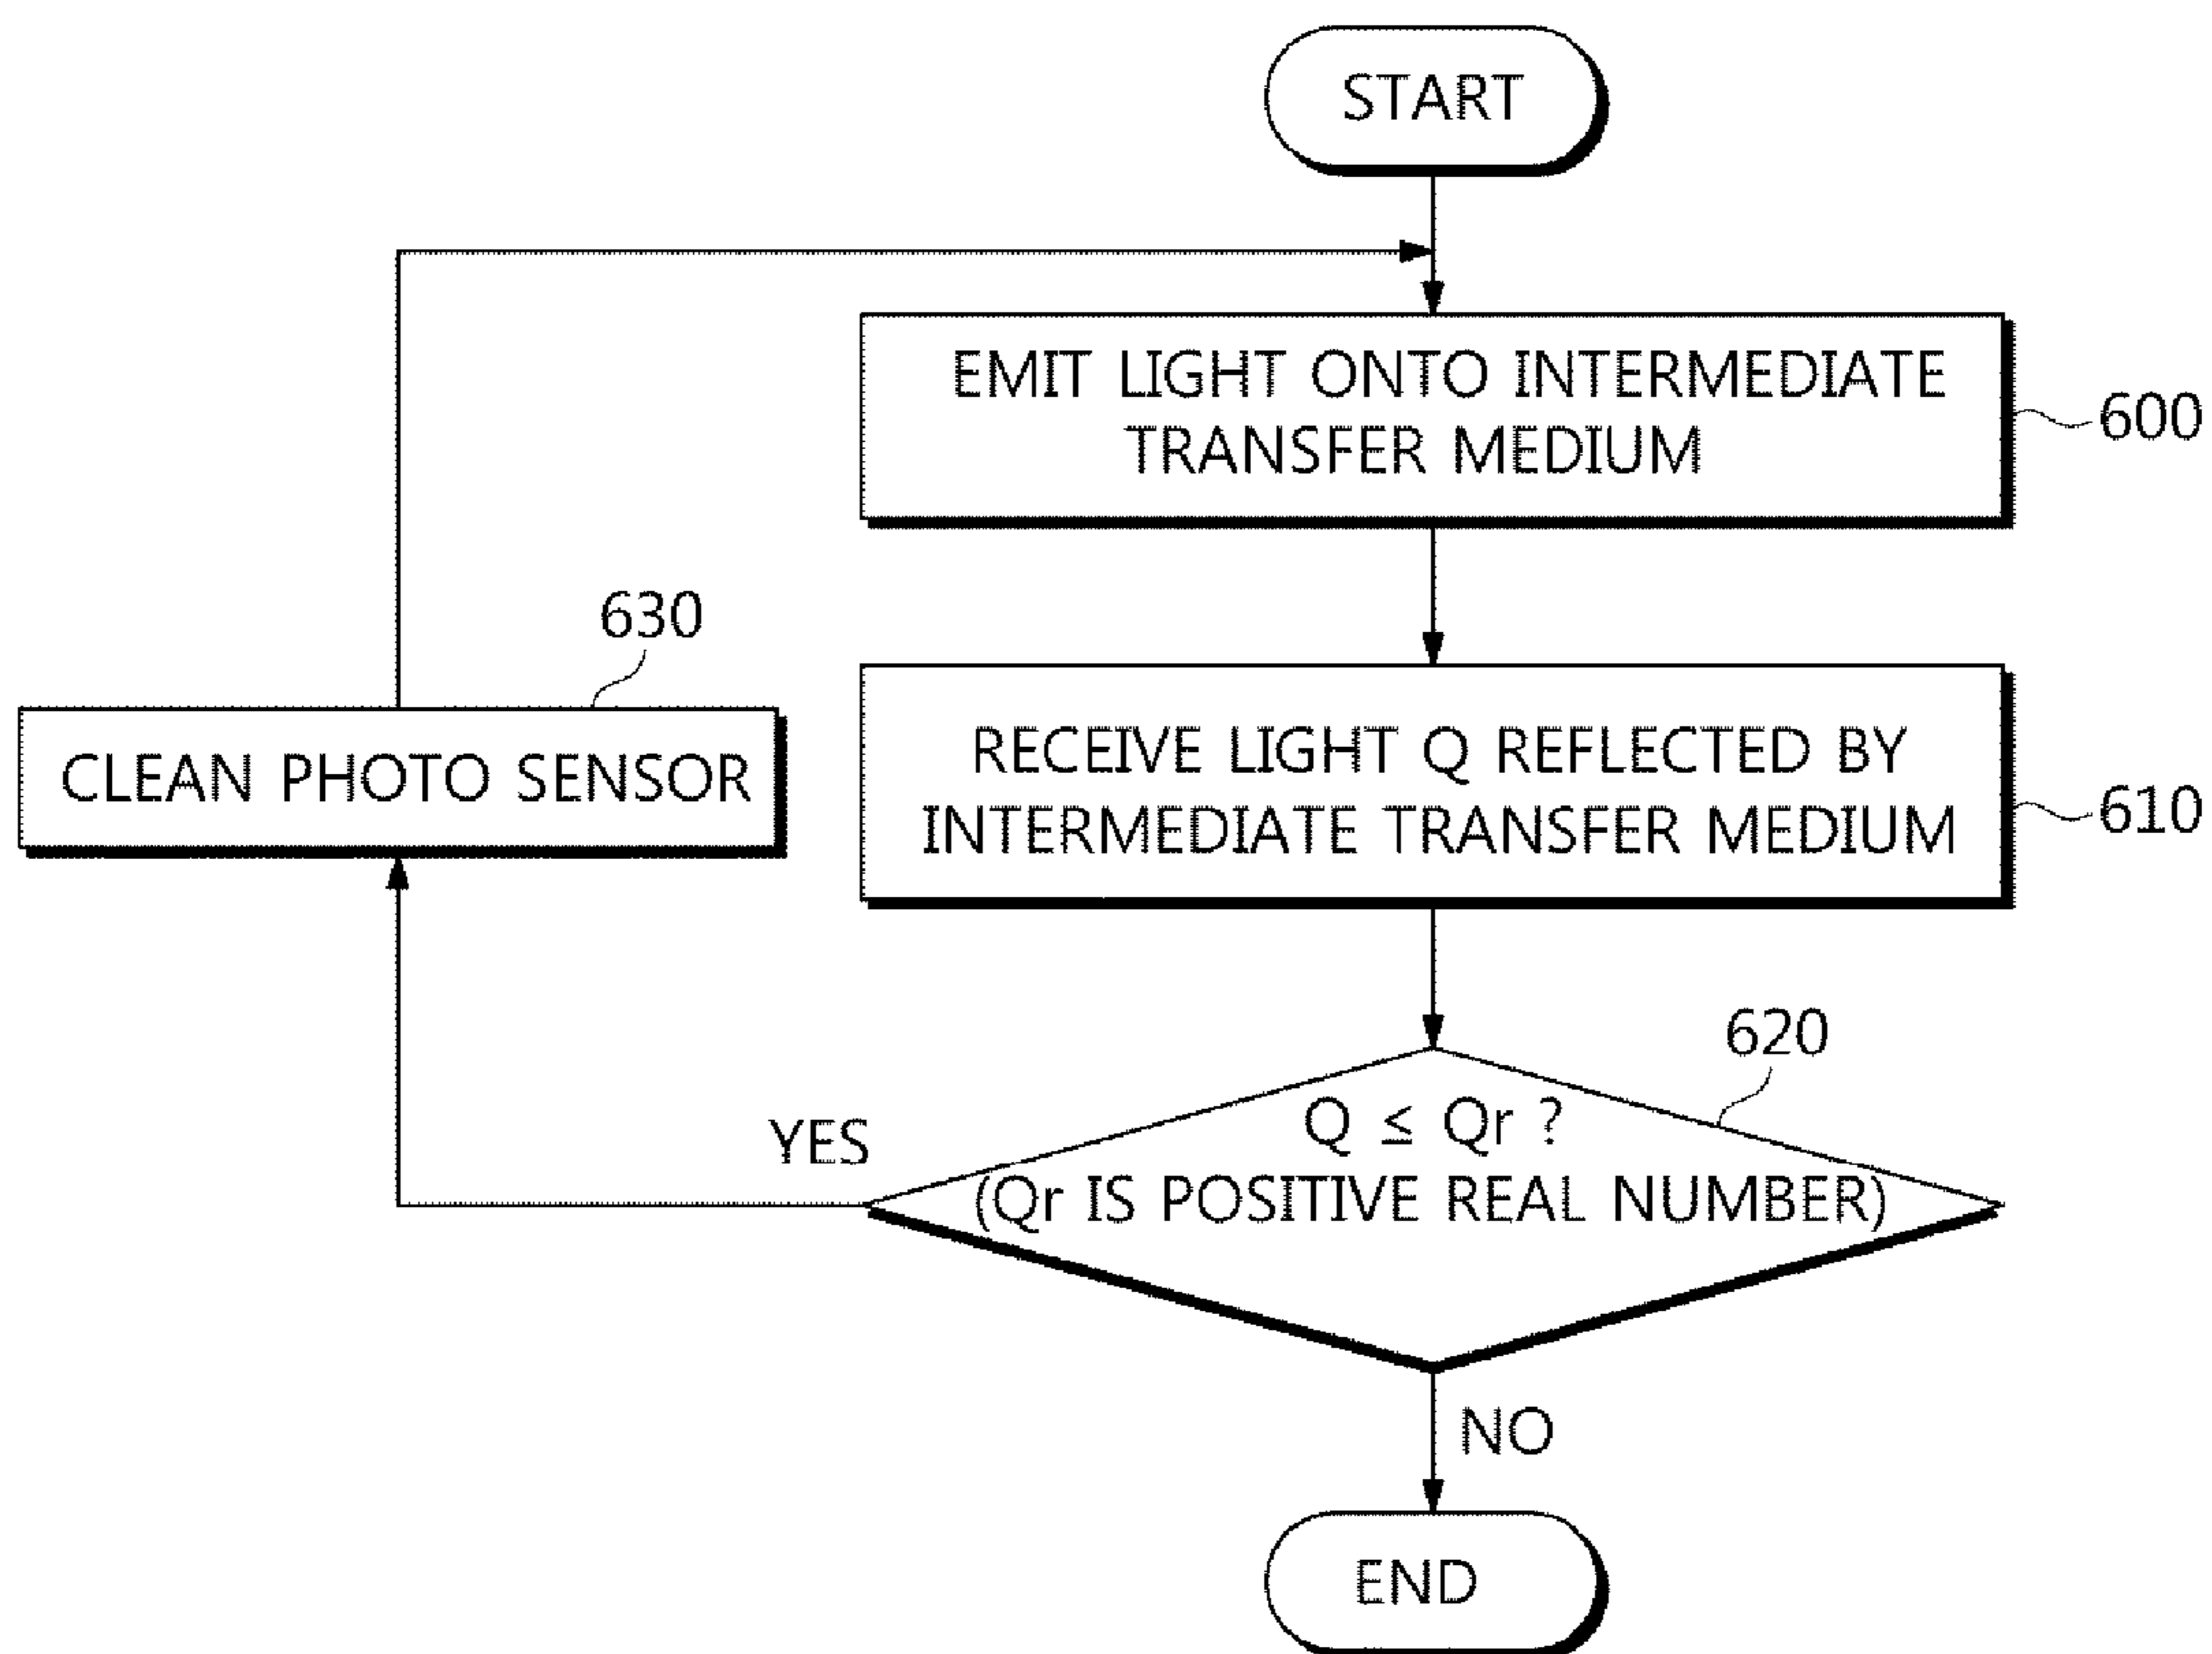 START
EMIT LIGHT ONTO INTERMEDIATE
TRANSFER MEDIUM
600
630
CLEAN PHOTO SENSOR
RECEIVE LIGHT Q REFLECTED BY
INTERMEDIATE TRANSFER MEDIUM
610
620
Q ≤ Qr ?
(Qr IS POSITIVE REAL NUMBER)
YES
NO
END